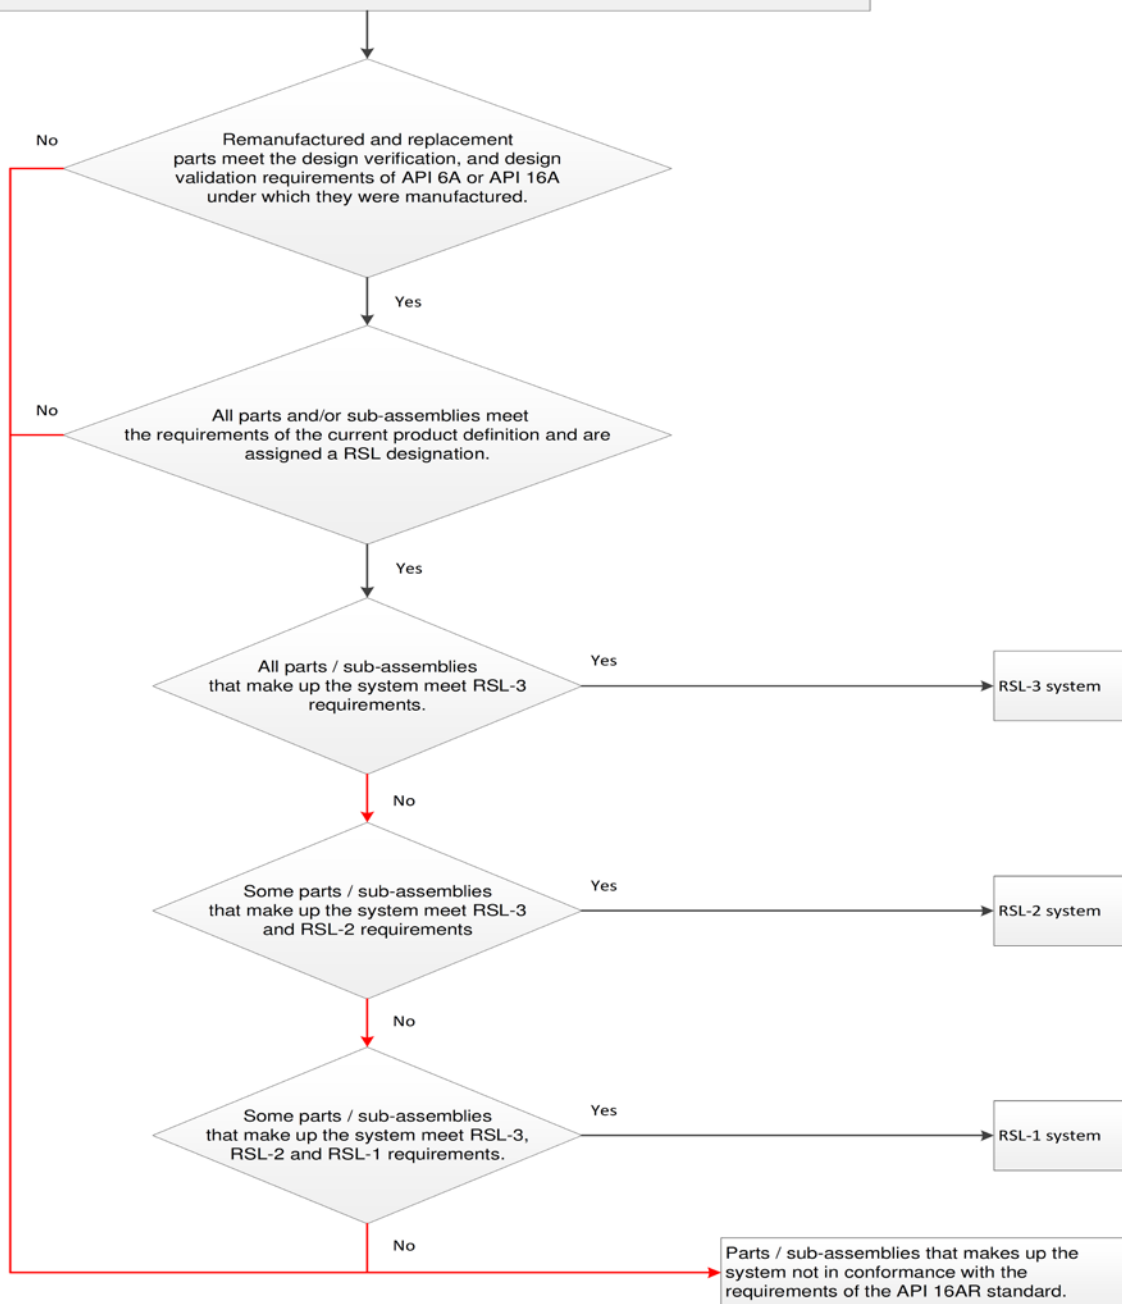 No
Remanufactured and replacement
parts meet the design verification, and design
validation requirements of API 6A or API 16A
under which they were manufactured.
Yes
No
All parts and/or sub-assemblies meet
the requirements of the current product definition and are
assigned a RSL designation.
Yes
All parts / sub-assemblies
that make up the system meet RSL-3
requirements.
Yes
RSL-3 system
No
Some parts / sub-assemblies
that make up the system meet RSL-3
and RSL-2 requirements
Yes
RSL-2 system
No
Some parts / sub-assemblies
that make up the system meet RSL-3,
RSL-2 and RSL-1 requirements.
Yes
RSL-1 system
No
Parts / sub-assemblies that makes up the
system not in conformance with the
requirements of the API 16AR standard.